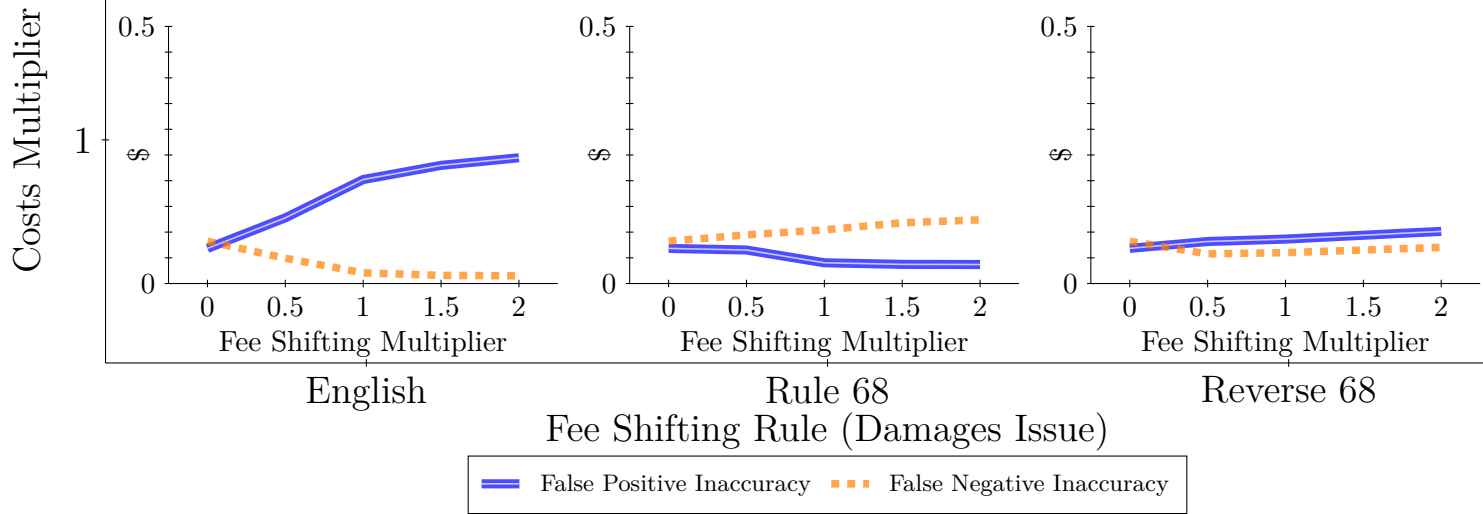 Costs Multiplier
1
0.5
$
0
0 0.5 1 1.5 2
Fee Shifting Multiplier
0.5
$
0
0 0.5 1 1.5 2
Fee Shifting Multiplier
0.5
$
0
0 0.5 1 1.5 2
Fee Shifting Multiplier
English Rule 68 Reverse 68
Fee Shifting Rule (Damages Issue)
False Positive Inaccuracy False Negative Inaccuracy